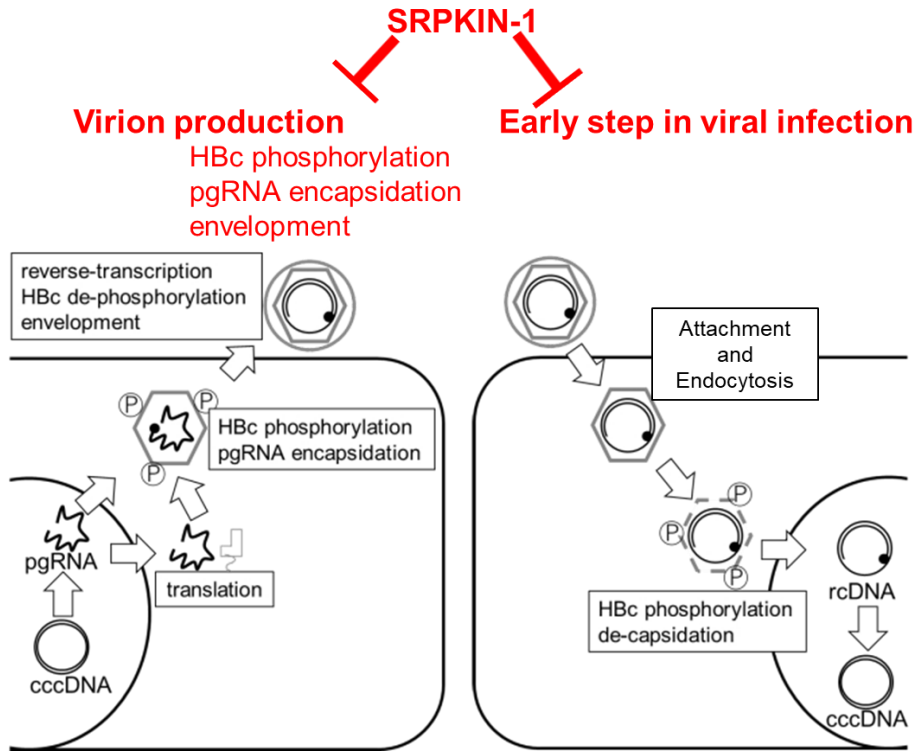 SRPKIN-1
Virion production
HBc phosphorylation
pgRNA encapsidation
envelopment
Early step in viral infection
reverse-transcription
HBc de-phosphorylation
envelopment
P
P
P
HBc phosphorylation
pgRNA encapsidation
pgRNA
translation
cccDNA
Attachment
and
Endocytosis
P
P
P
HBc phosphorylation
de-capsidation
rcDNA
cccDNA